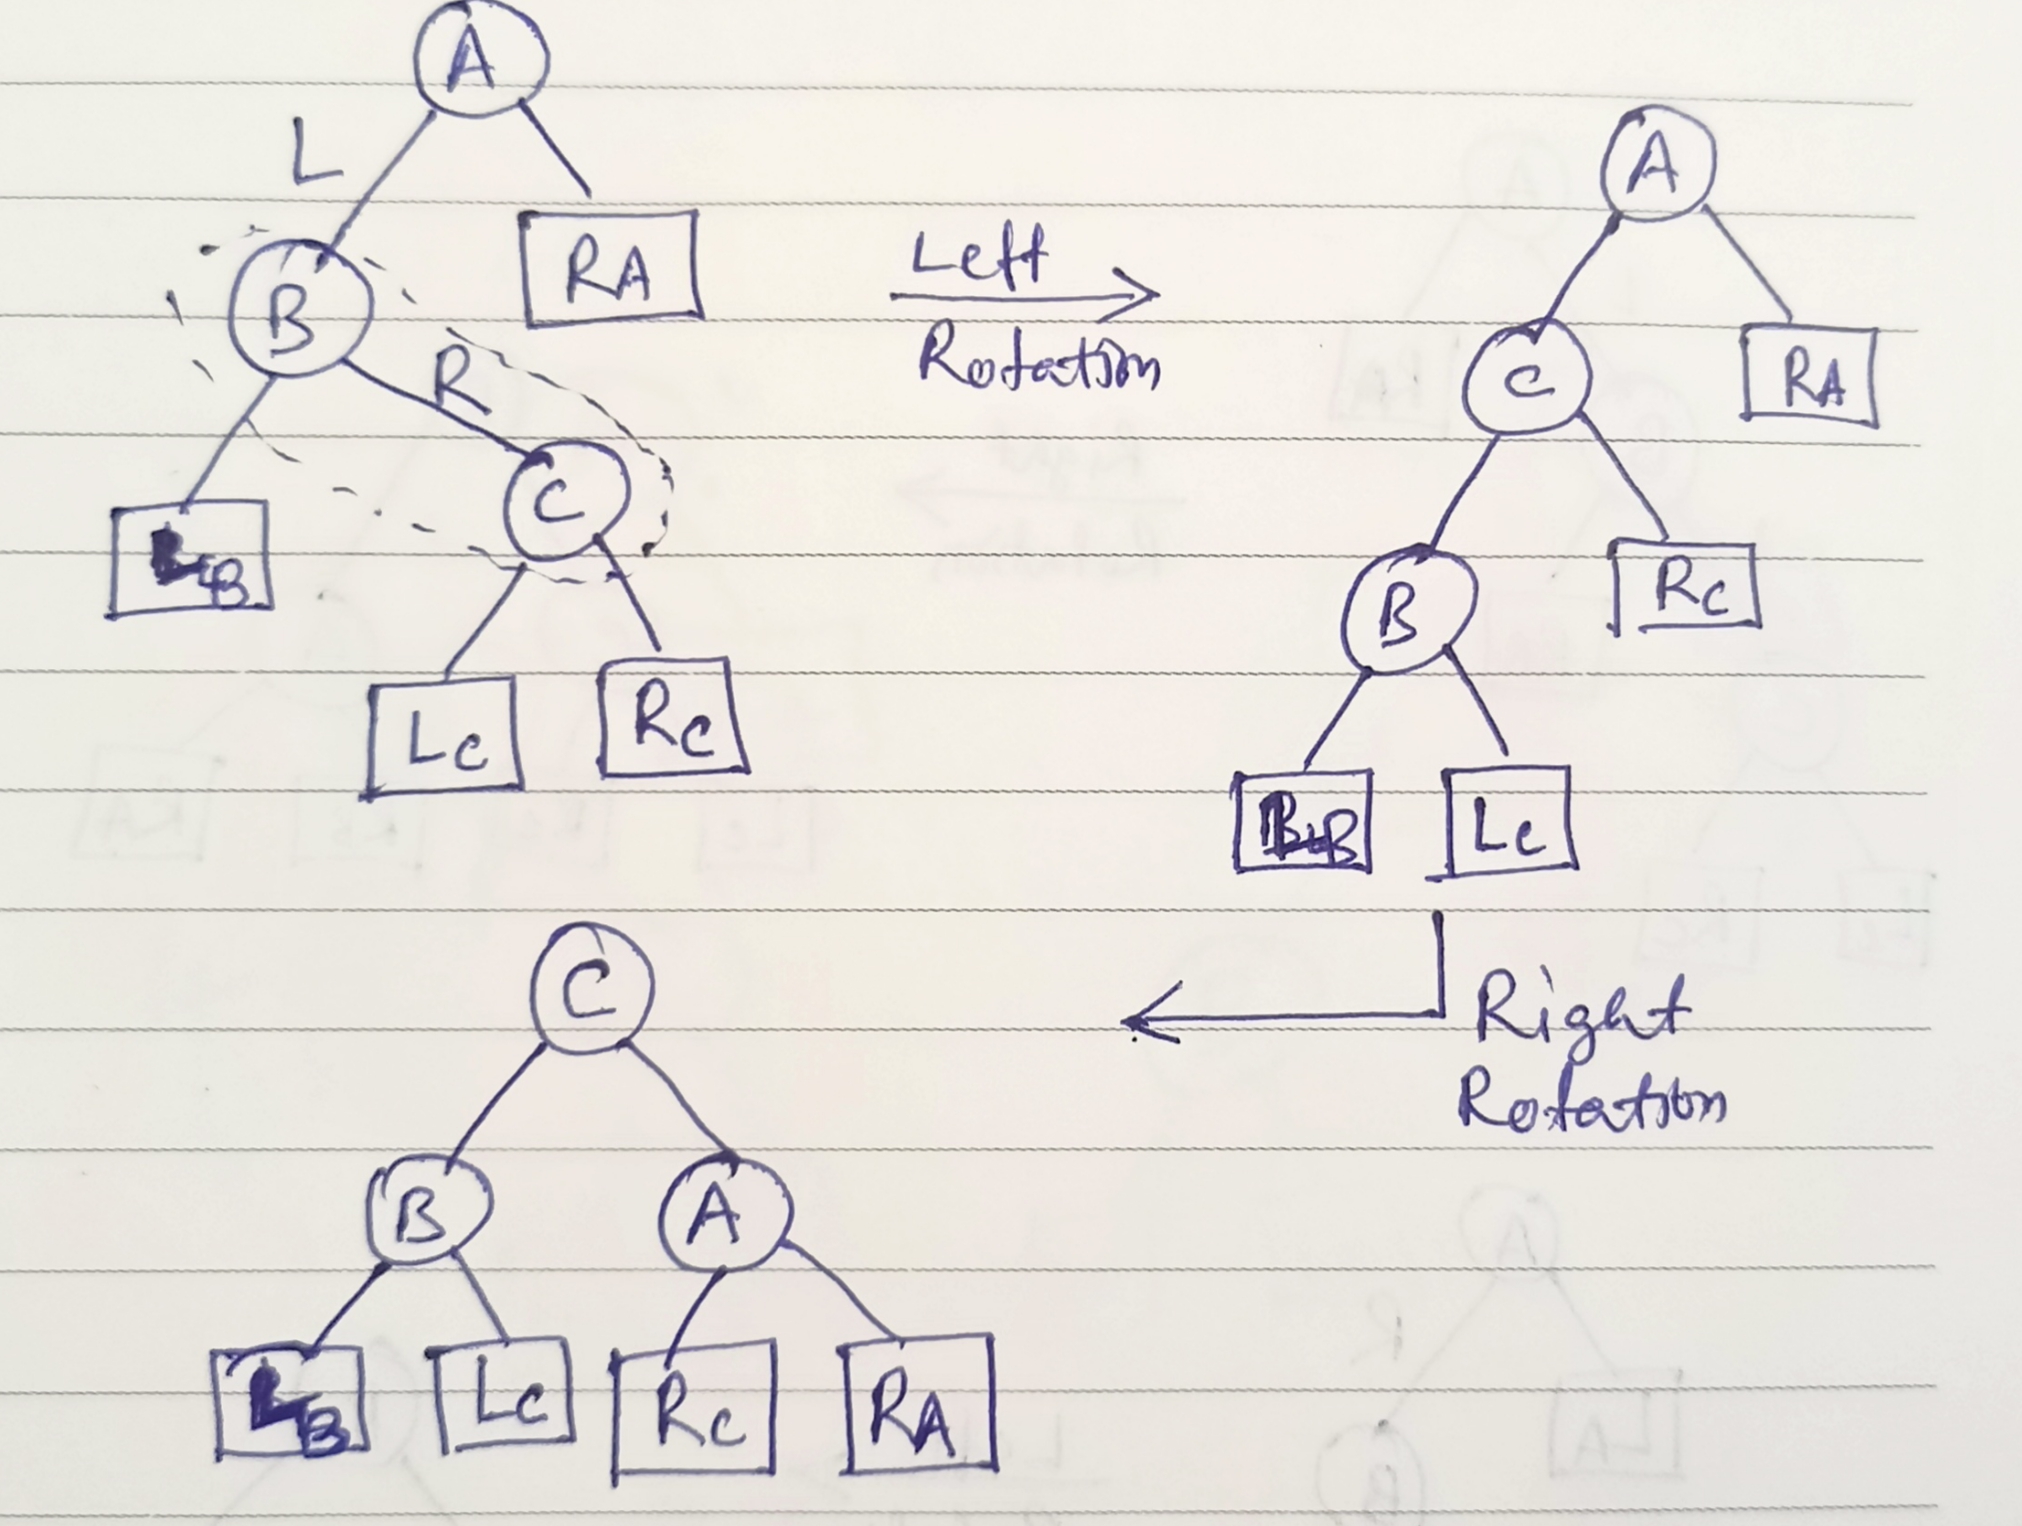 A
L
B
RA
R
C
LB
LC
RC
Left
Rotation
A
C
RA
B
RC
LB
LC
Right
Rotation
C
B
A
LB
LC
RC
RA